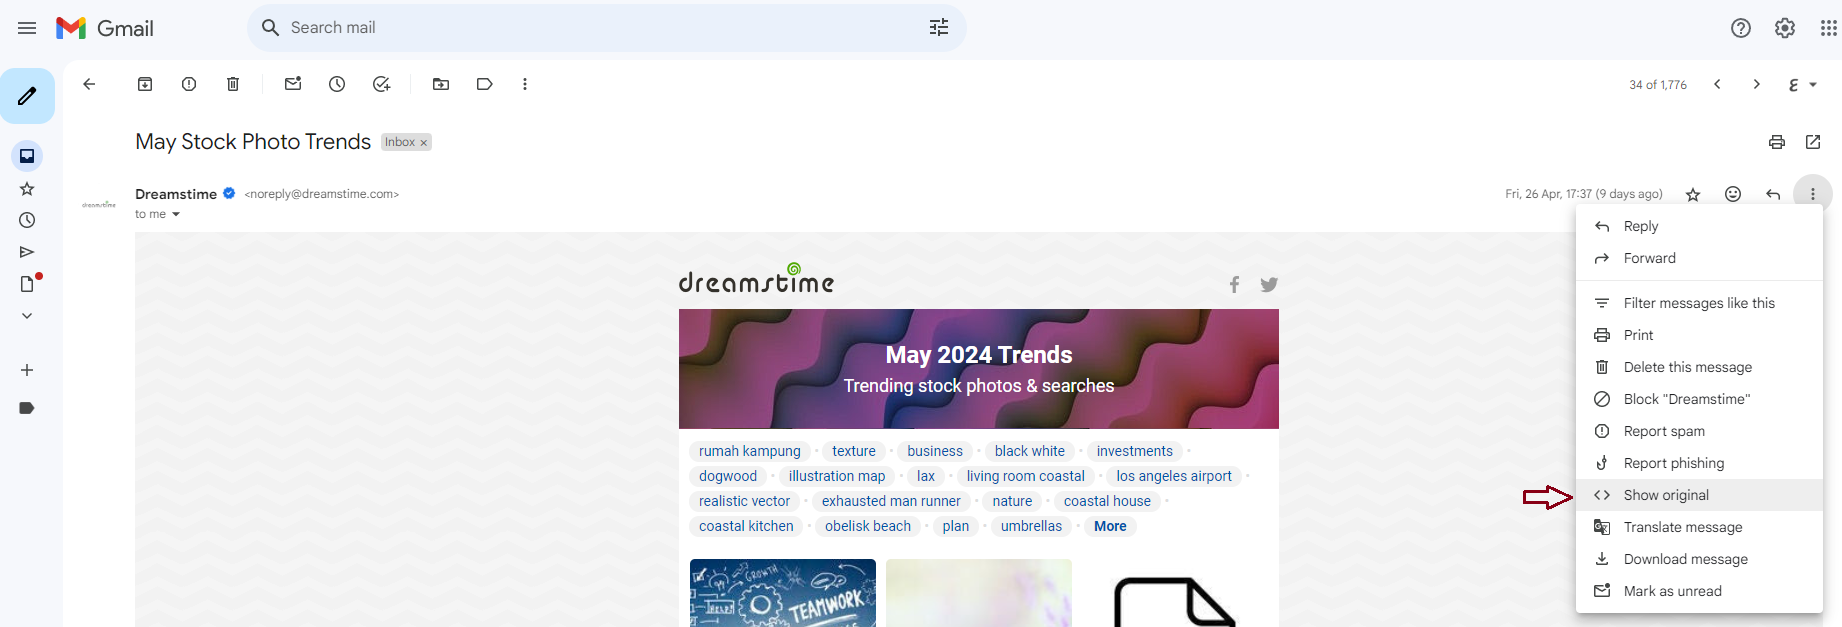 Gmail
Search mail
34 of 1,776
May Stock Photo Trends Inbox ×
Dreamstime <noreply@dreamstime.com>
Fri, 26 Apr, 17:37 (9 days ago)
dreamstime
to me
Reply
Forward
Filter messages like this
Print
Delete this message
Block "Dreamstime"
Report spam
Report phishing
Show original
Translate message
Download message
Mark as unread
dreamstime
May 2024 Trends
Trending stock photos & searches
rumah kampung • texture • business • black white • investments •
dogwood • illustration map • lax • living room coastal • los angeles airport •
realistic vector • exhausted man runner • nature • coastal house •
coastal kitchen • obelisk beach • plan • umbrellas • More
GROWTH
HELPS
TEAMWORK